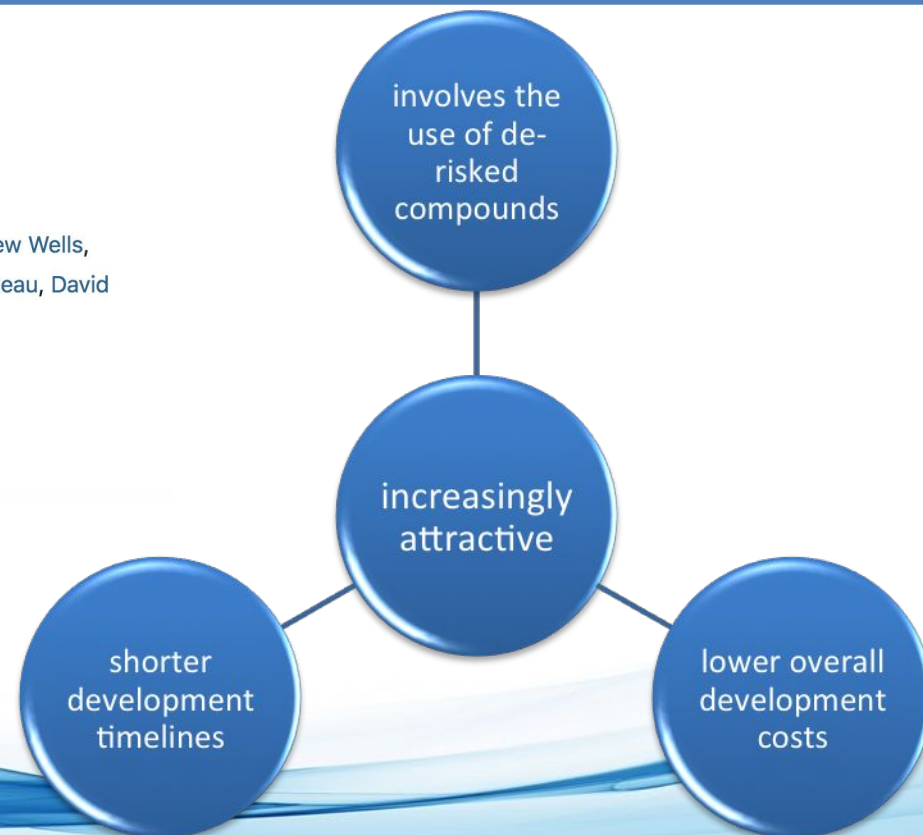 involves the
use of de-
risked
compounds
ew Wells,
eau, David
increasingly
attractive
shorter
development
timelines
lower overall
development
costs